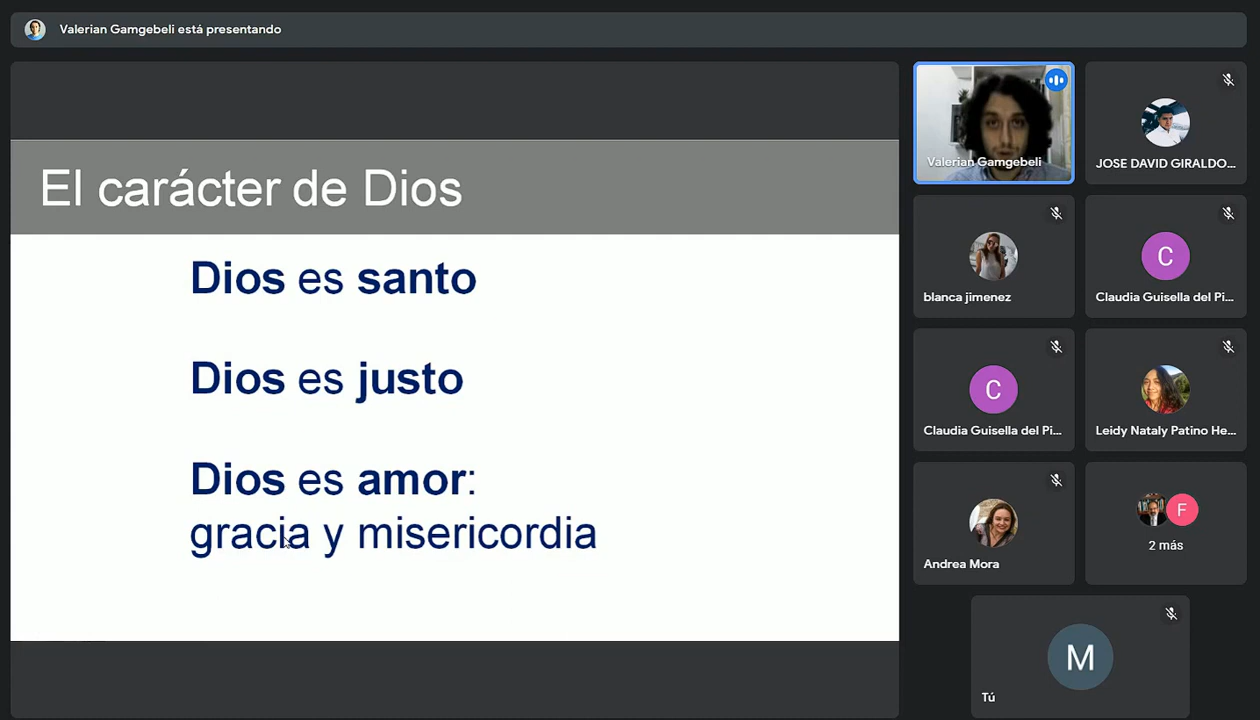 Valerian Gamgebeli está presentando
El carácter de Dios
Dios es santo
Dios es justo
Dios es amor:
gracia y misericordia
Valerian Gamgebeli
JOSE DAVID GIRALDO...
blanca jimenez
C
Claudia Guisella del Pi...
C
Claudia Guisella del Pi...
Leidy Nataly Patino He...
Andrea Mora
F
2 más
M
Tú